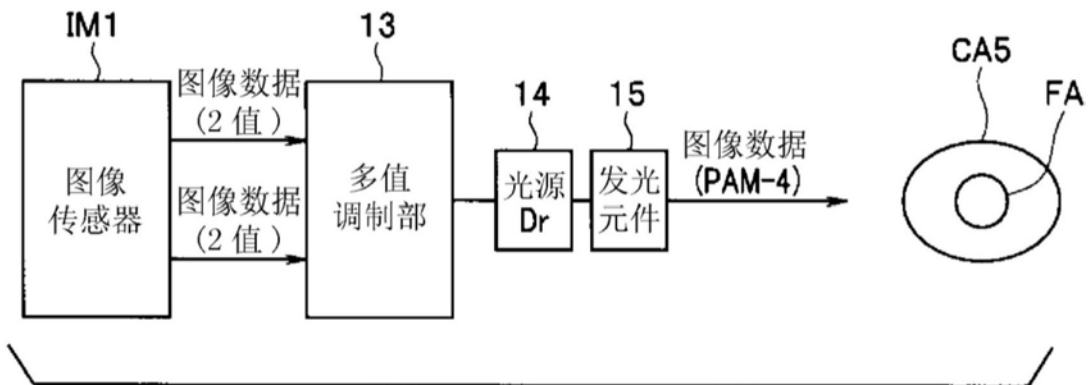 IM1
13
CA5
FA
图像数据
(2 值)
14
15
图像数据
(PAM-4)
图像
传感器
多值
调制部
光源
Dr
发光
元件
图像数据
(2 值)